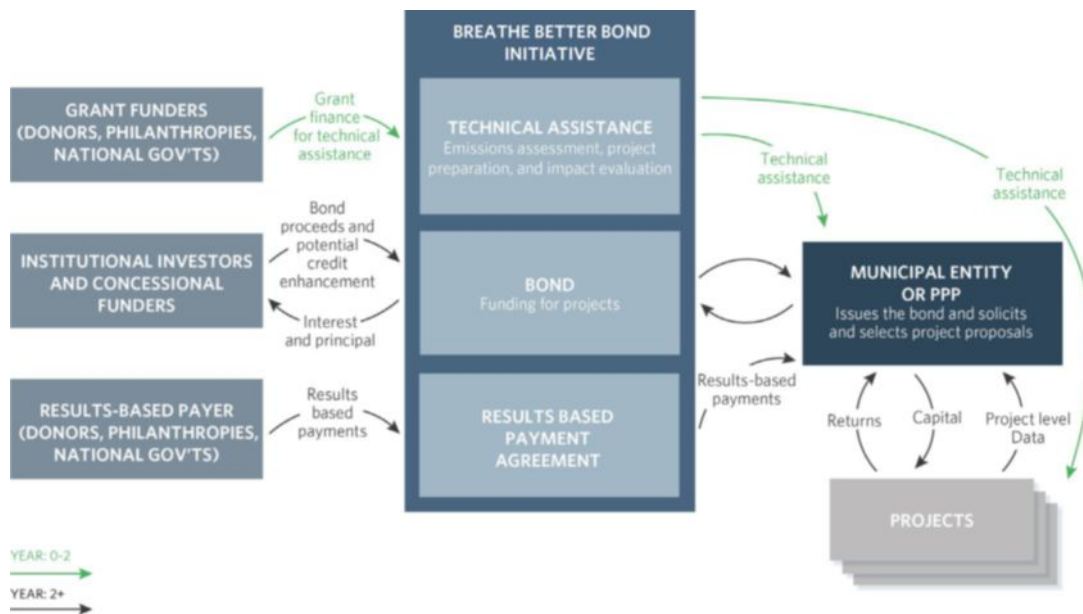 BREATHE BETTER BOND
INITIATIVE
GRANT FUNDERS
(DONORS, PHILANTHROPIES,
NATIONAL GOV'TS)
Grant
finance
for technical
assistance
TECHNICAL ASSISTANCE
Emissions assessment, project
preparation, and impact evaluation
Technical
assistance
Technical
assistance
INSTITUTIONAL INVESTORS
AND CONCESSIONAL
FUNDERS
Bond
proceeds and
potential
credit
enhancement
Interest
and principal
BOND
Funding for projects
MUNICIPAL ENTITY
OR PPP
Issues the bond and solicits
and selects project proposals
RESULTS-BASED PAYER
(DONORS, PHILANTHROPIES,
NATIONAL GOV'TS)
Results
based
payments
RESULTS BASED
PAYMENT
AGREEMENT
Results-based
payments
Returns
Capital
Project level
Data
PROJECTS
YEAR: 0-2
YEAR: 2+